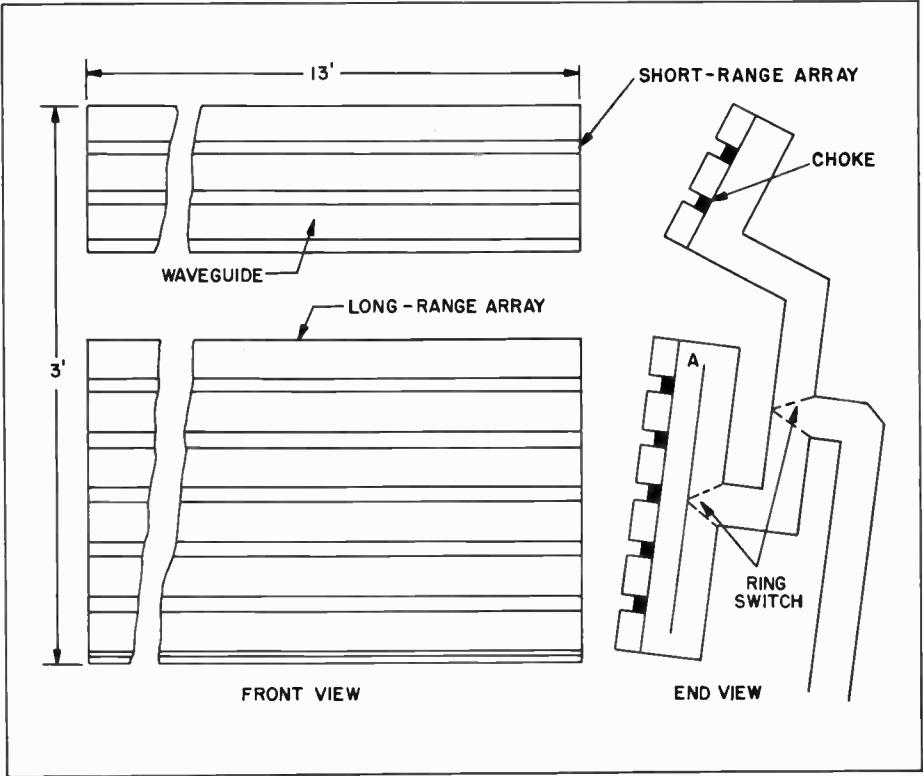 13'
SHORT-RANGE ARRAY
CHOKE
WAVEGUIDE
LONG-RANGE ARRAY
3'
A
RING
SWITCH
FRONT VIEW
END VIEW